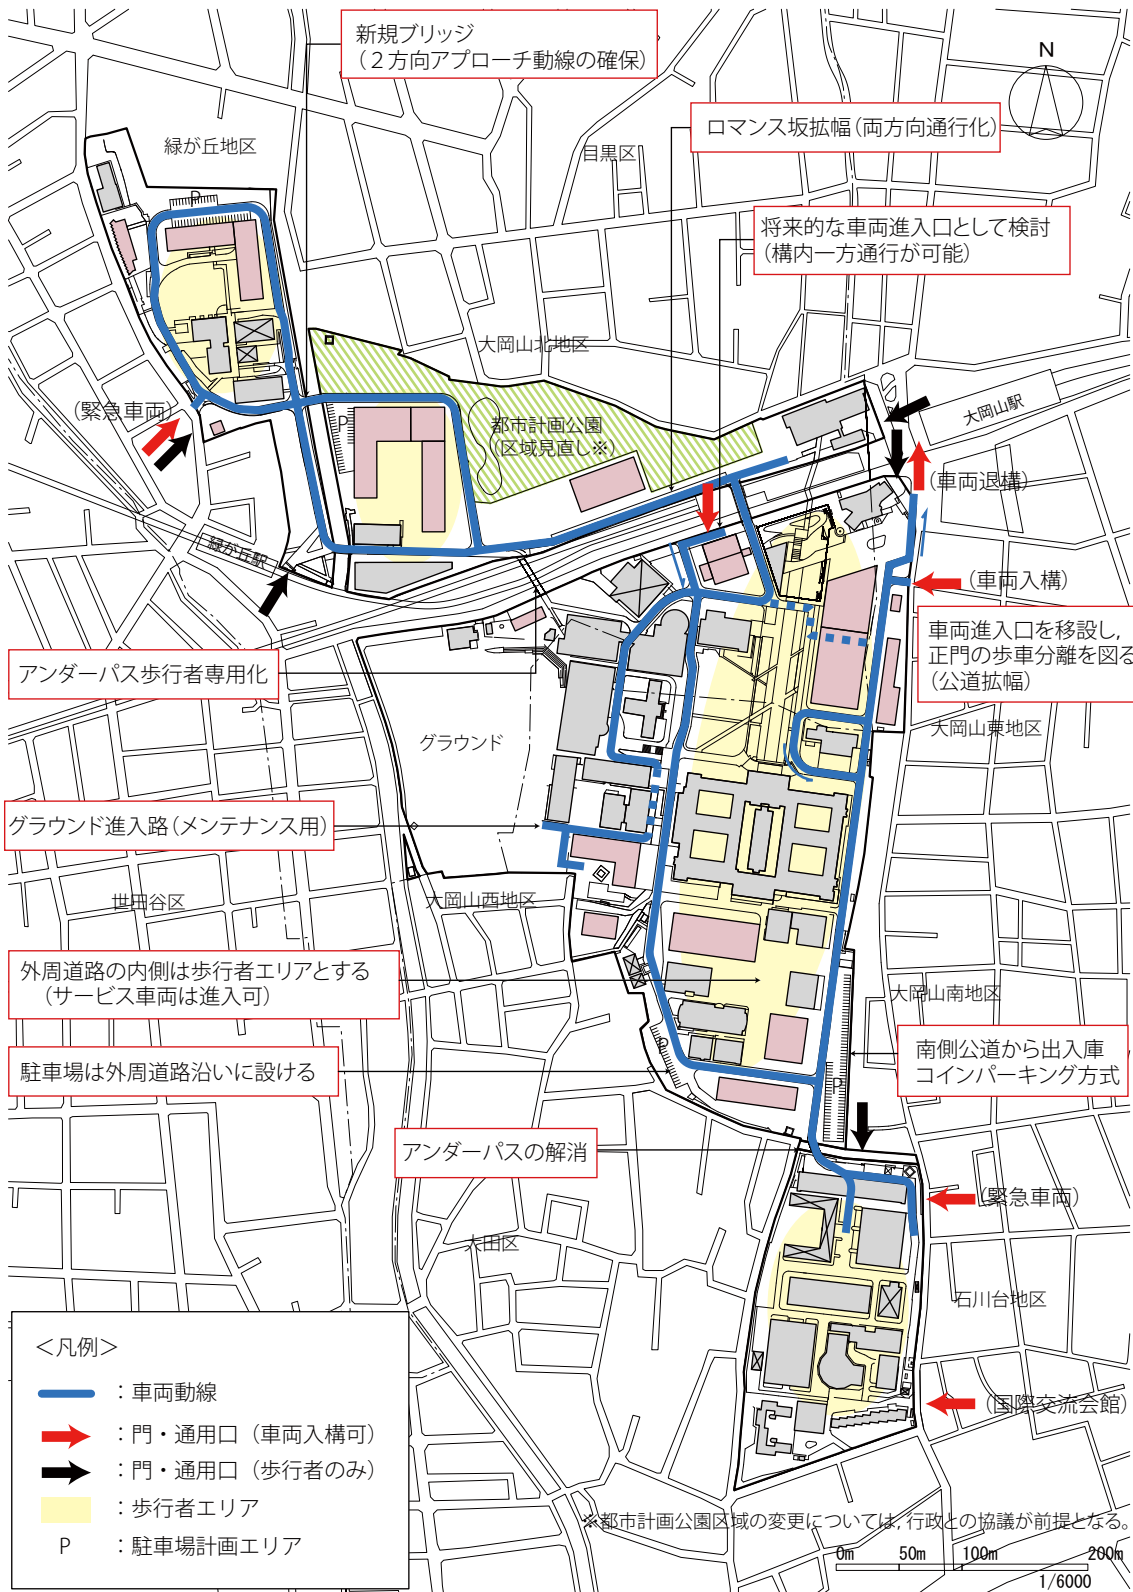 新規ブリッジ
（２方向アプローチ動線の確保）
N
ロマンス坂拡幅（両方向通行化）
緑が丘地区
目黒区
P
将来的な車両進入口として検討
（構内一方通行が可能）
大岡山北地区
（緊急車両）
P
都市計画公園
（区域見直し※）
大岡山駅
（車両退構）
緑が丘駅
（車両入構）
車両進入口を移設し，
正門の歩車分離を図る
（公道拡幅）
アンダーパス歩行者専用化
グラウンド
大岡山東地区
グラウンド進入路（メンテナンス用）
世田谷区
大岡山西地区
外周道路の内側は歩行者エリアとする
（サービス車両は進入可）
大岡山南地区
駐車場は外周道路沿いに設ける
P
南側公道から出入庫
コインパーキング方式
P
アンダーパスの解消
（緊急車両）
大田区
石川台地区
（国際交流会館）
＜凡例＞
：車両動線
：門・通用口（車両入構可）
：門・通用口（歩行者のみ）
：歩行者エリア
P ：駐車場計画エリア
※都市計画公園区域の変更については，行政との協議が前提となる。
0m 50m 100m 200m
1/6000